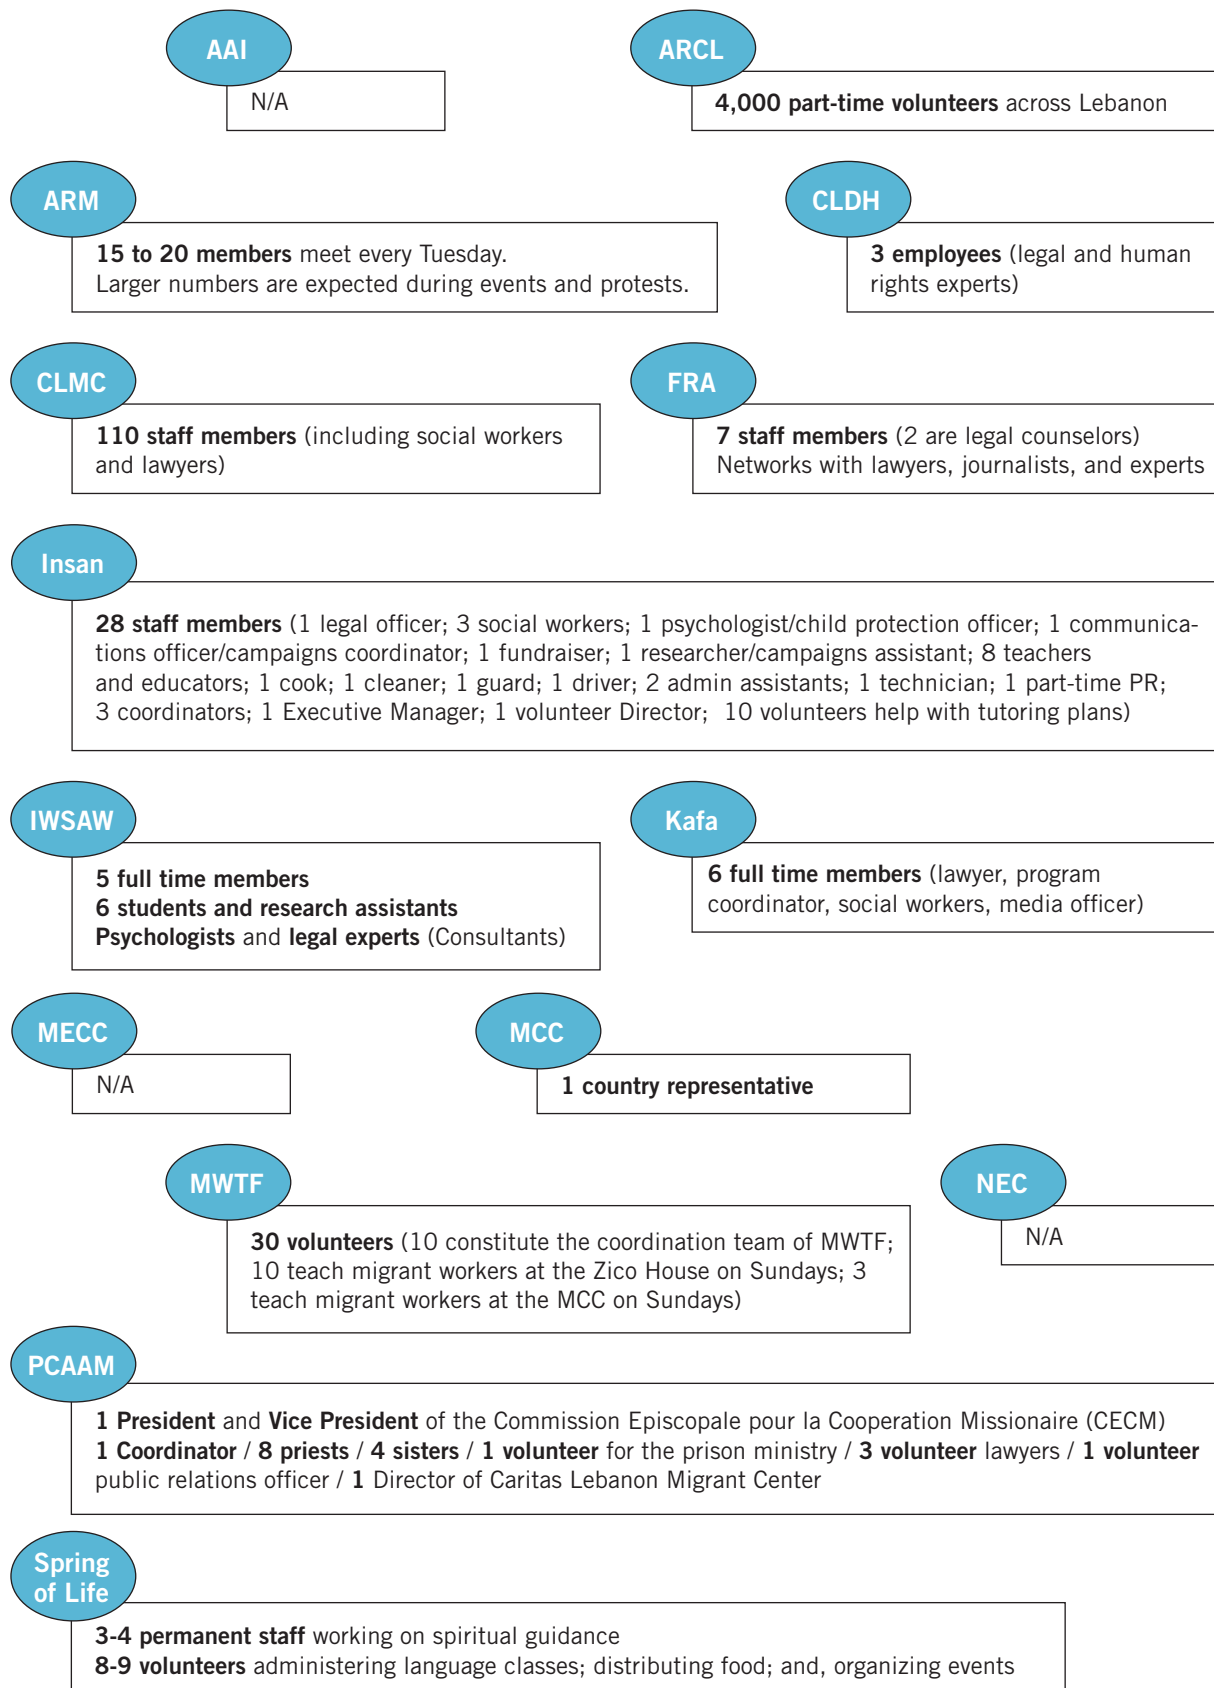 AAI
N/A
ARCL
4,000 part-time volunteers across Lebanon
ARM
15 to 20 members meet every Tuesday.
Larger numbers are expected during events and protests.
CLDH
3 employees (legal and human
rights experts)
CLMC
110 staff members (including social workers
and lawyers)
FRA
7 staff members (2 are legal counselors)
Networks with lawyers, journalists, and experts
Insan
28 staff members (1 legal officer; 3 social workers; 1 psychologist/child protection officer; 1 communica-
tions officer/campaigns coordinator; 1 fundraiser; 1 researcher/campaigns assistant; 8 teachers
and educators; 1 cook; 1 cleaner; 1 guard; 1 driver; 2 admin assistants; 1 technician; 1 part-time PR;
3 coordinators; 1 Executive Manager; 1 volunteer Director; 10 volunteers help with tutoring plans)
IWSAW
5 full time members
6 students and research assistants
Psychologists and legal experts (Consultants)
Kafa
6 full time members (lawyer, program
coordinator, social workers, media officer)
MECC
N/A
MCC
1 country representative
MWTF
30 volunteers (10 constitute the coordination team of MWTF;
10 teach migrant workers at the Zico House on Sundays; 3
teach migrant workers at the MCC on Sundays)
NEC
N/A
PCAAM
1 President and Vice President of the Commission Episcopale pour la Cooperation Missionaire (CECM)
1 Coordinator / 8 priests / 4 sisters / 1 volunteer for the prison ministry / 3 volunteer lawyers / 1 volunteer
public relations officer / 1 Director of Caritas Lebanon Migrant Center
Spring
of Life
3-4 permanent staff working on spiritual guidance
8-9 volunteers administering language classes; distributing food; and, organizing events